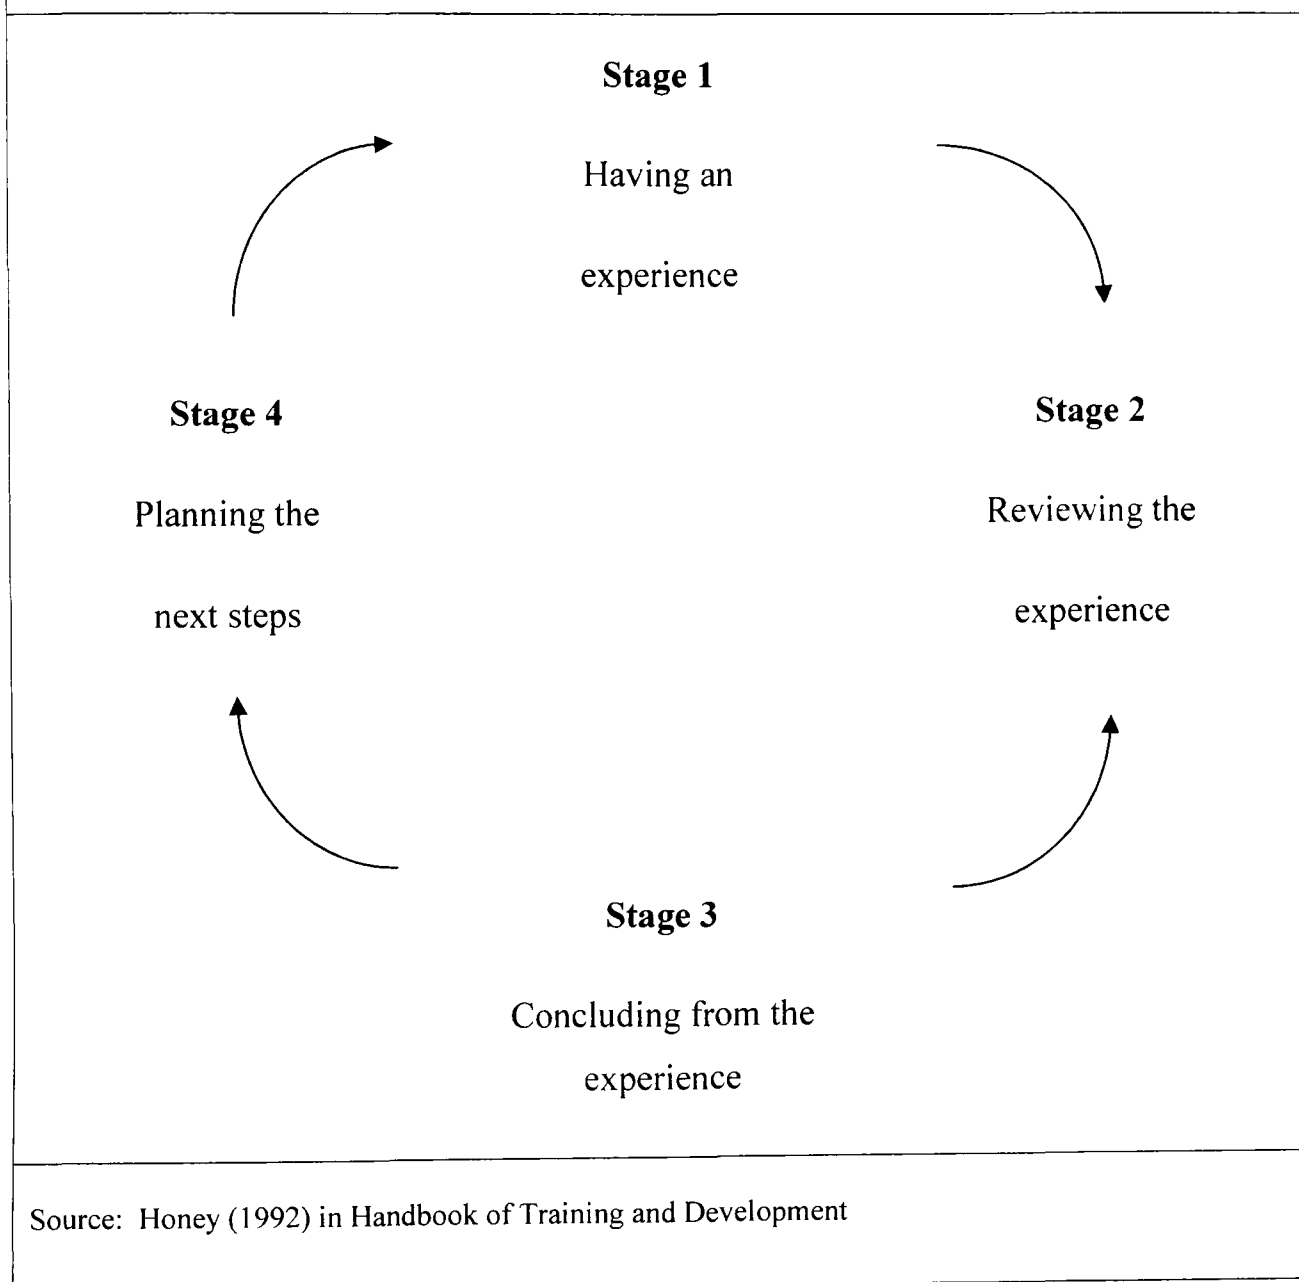 Stage 1
Having an
experience
Stage 4
Planning the
next steps
Stage 2
Reviewing the
experience
Stage 3
Concluding from the
experience
Source: Honey (1992) in Handbook of Training and Development